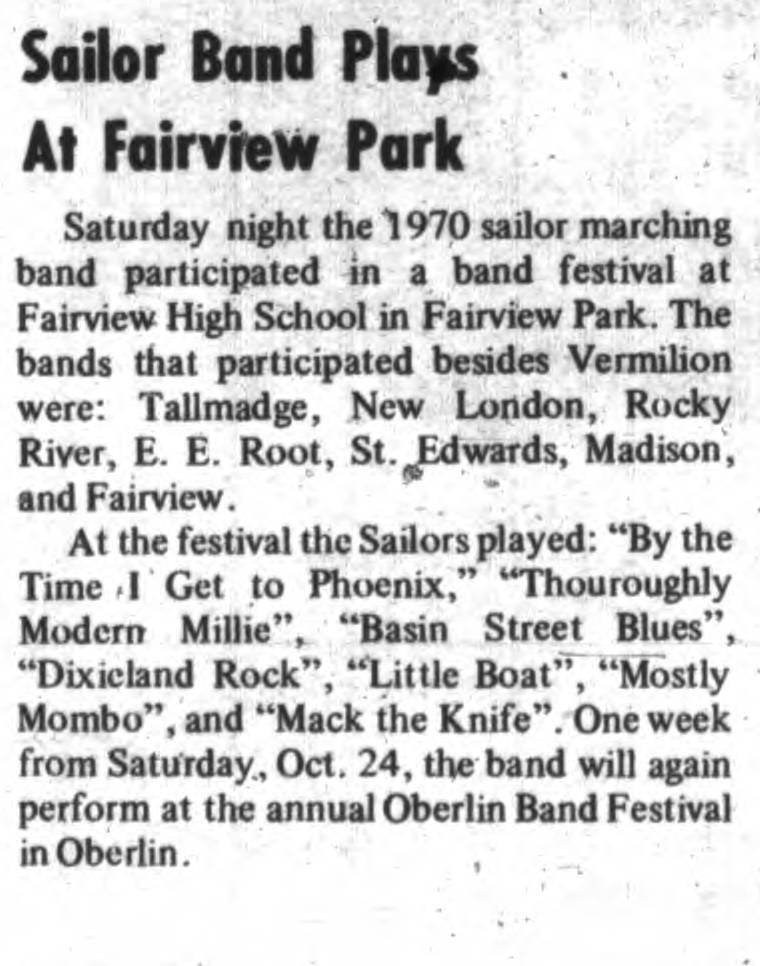 Sailor Band Plays
At Fairview Park
Saturday night the 1970 sailor marching
band participated in a band festival at
Fairview High School in Fairview Park. The
bands that participated besides Vermilion
were: Tallmadge, New London, Rocky
River, E. E. Root, St. Edwards, Madison,
and Fairview.
At the festival the Sailors played: “By the
Time I Get to Phoenix,” “Thouroughly
Modern Millie”, “Basin Street Blues”,
“Dixieland Rock”, “Little Boat”, “Mostly
Mombo”, and “Mack the Knife”. One week
from Saturday, Oct. 24, the band will again
perform at the annual Oberlin Band Festival
in Oberlin.